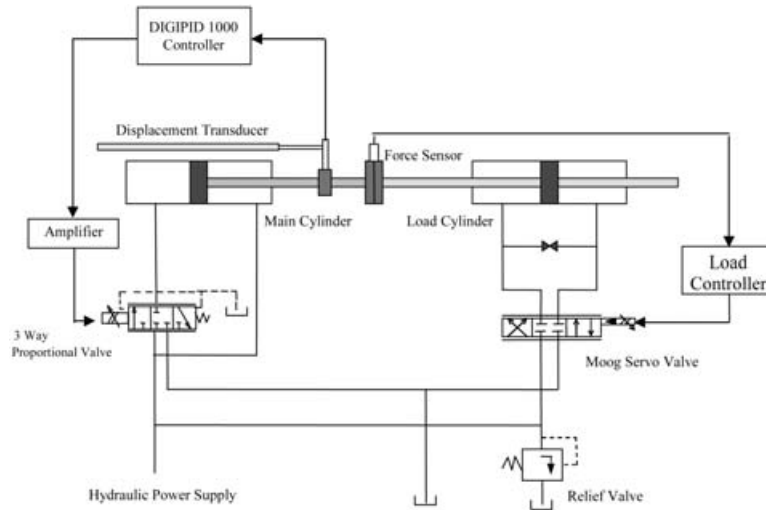 DIGIPID 1000
Controller
Displacement Transducer
Force Sensor
Main Cylinder
Load Cylinder
Amplifier
Load
Controller
3 Way
Proportional Valve
Moog Servo Valve
Hydraulic Power Supply
Relief Valve